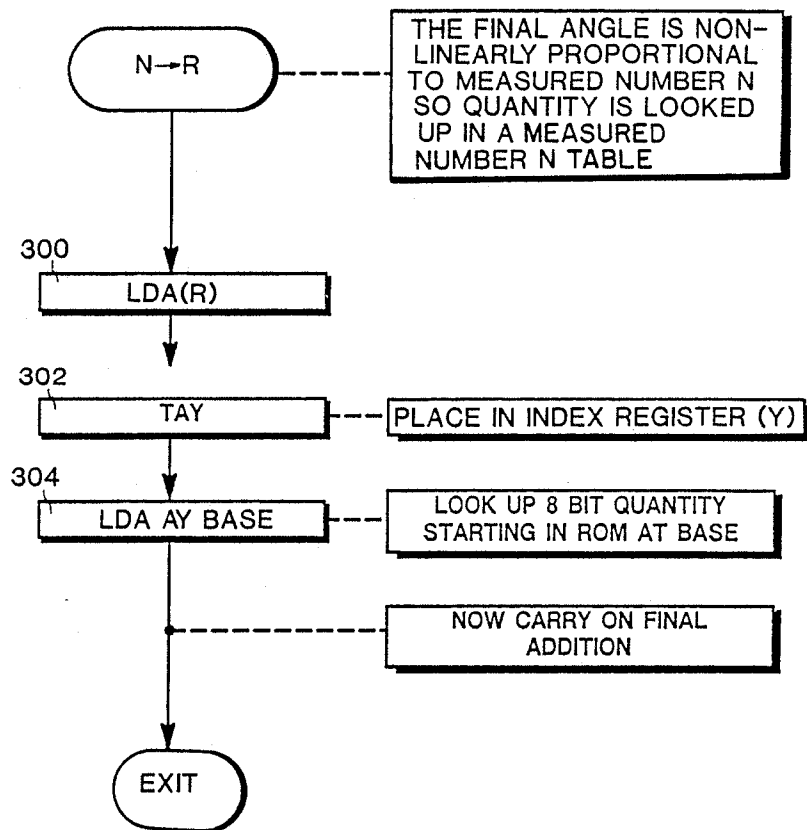 N→R
THE FINAL ANGLE IS NON-
LINEARLY PROPORTIONAL
TO MEASURED NUMBER N
SO QUANTITY IS LOOKED
UP IN A MEASURED
NUMBER N TABLE
300
LDA(R)
302
TAY
PLACE IN INDEX REGISTER (Y)
304
LDA AY BASE
LOOK UP 8 BIT QUANTITY
STARTING IN ROM AT BASE
NOW CARRY ON FINAL
ADDITION
EXIT